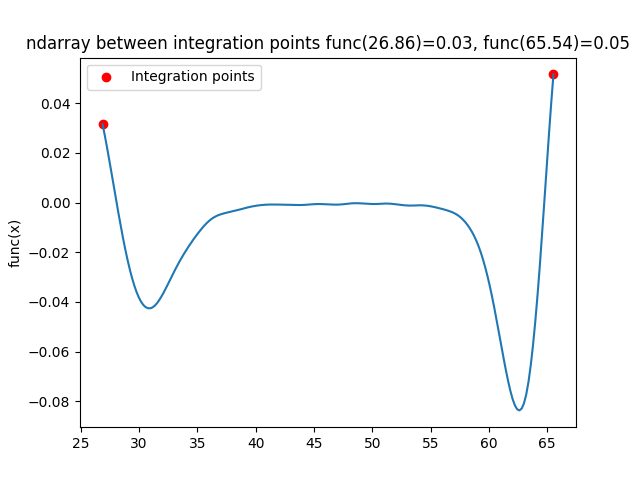 ndarray between integration points func(26.86)=0.03, func(65.54)=0.05
Integration points
0.04
0.02
0.00
−0.02
−0.04
−0.06
−0.08
func(x)
25 30 35 40 45 50 55 60 65